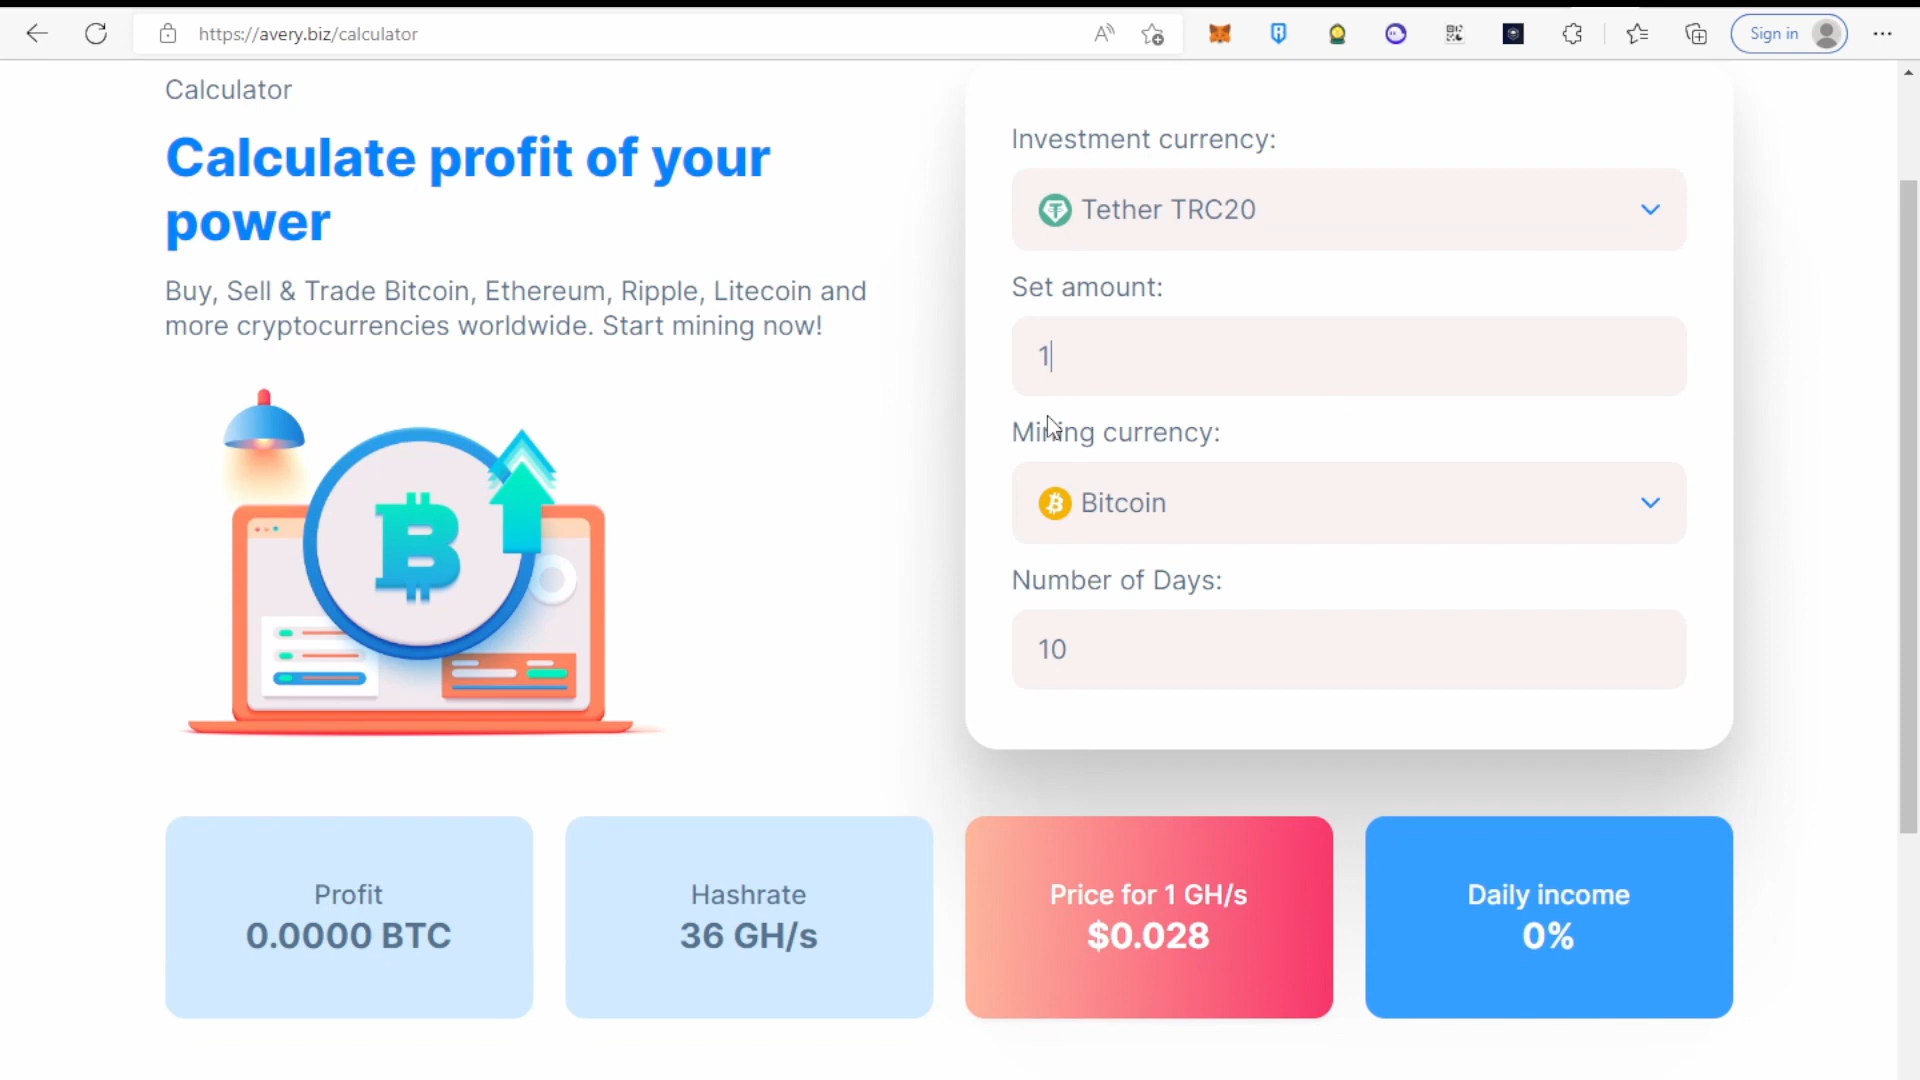 https://avery.biz/calculator
Sign in
Calculator
Calculate profit of your
power
Buy, Sell & Trade Bitcoin, Ethereum, Ripple, Litecoin and
more cryptocurrencies worldwide. Start mining now!
Investment currency:
Tether TRC20
Set amount:
1
Mining currency:
Bitcoin
Number of Days:
10
Profit
0.0000 BTC
Hashrate
36 GH/s
Price for 1 GH/s
$0.028
Daily income
0%